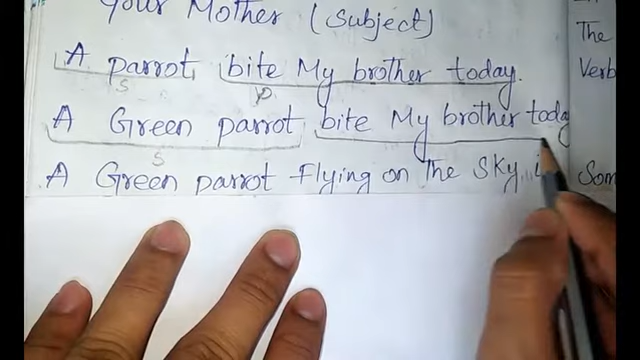 Your Mother (Subject)
A parrot bite My brother today.
S P
A Green parrot bite My brother today
S
A Green parrot Flying on the Sky,
The
Verb
Som